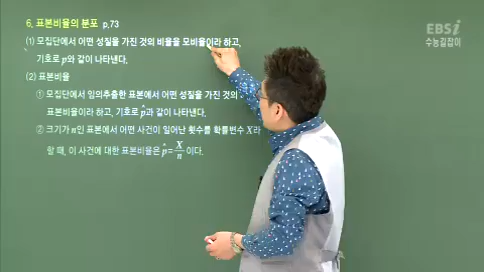 6. 표본비율의 분포 p.73
EBSi
수능길잡이
(1) 모집단에서 어떤 성질을 가진 것의 비율을 모비율이라 하고,
기호로 p와 같이 나타낸다.
(2) 표본비율
① 모집단에서 임의추출한 표본에서 어떤 성질을 가진 것의
표본비율이라 하고, 기호로 p̂과 같이 나타낸다.
② 크기가 n인 표본에서 어떤 사건이 일어난 횟수를 확률변수 X라
할 때, 이 사건에 대한 표본비율은 p̂ = X/n 이다.